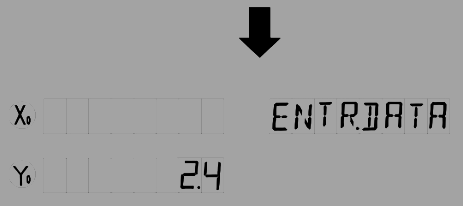 X₀ ENTR.DATA
Y₀ 2.4